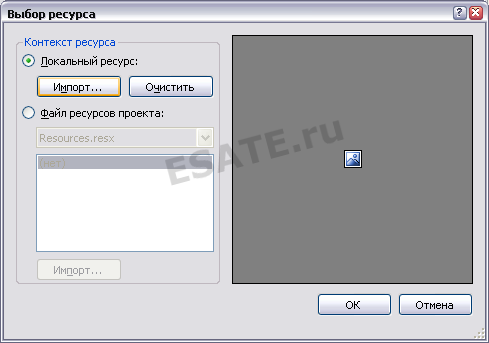 Выбор ресурса
Контекст ресурса
Локальный ресурс:
Импорт... Очистить
Файл ресурсов проекта:
Resources.resx
(нет)
Импорт...
ESATE.ru
OK Отмена